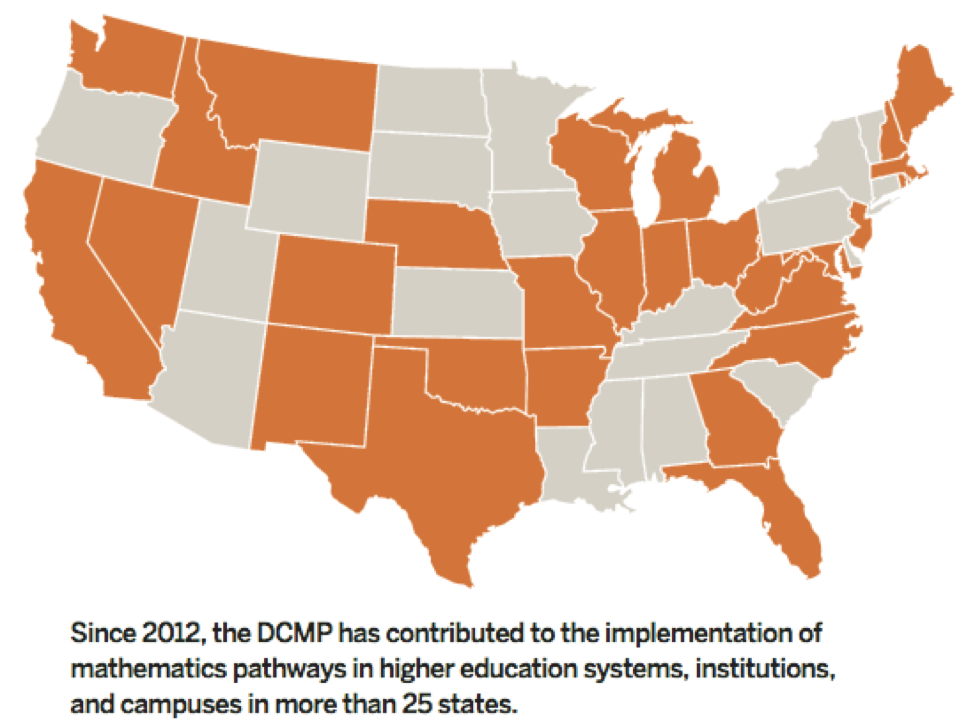 Since 2012, the DCMP has contributed to the implementation of
mathematics pathways in higher education systems, institutions,
and campuses in more than 25 states.